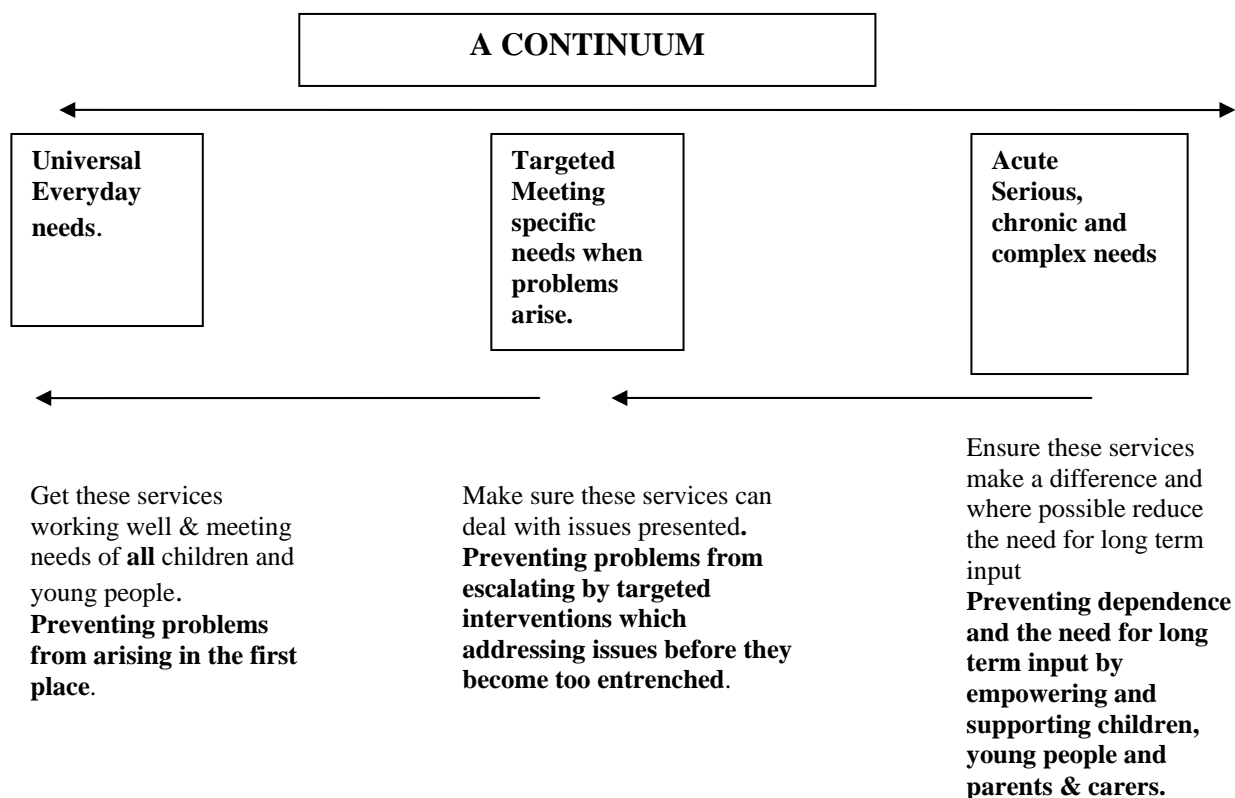 A CONTINUUM
Universal
Everyday
needs.
Targeted
Meeting
specific
needs when
problems
arise.
Acute
Serious,
chronic and
complex needs
Get these services
working well & meeting
needs of all children and
young people.
Preventing problems
from arising in the first
place.
Make sure these services can
deal with issues presented.
Preventing problems from
escalating by targeted
interventions which
addressing issues before they
become too entrenched.
Ensure these services
make a difference and
where possible reduce
the need for long term
input
Preventing dependence
and the need for long
term input by
empowering and
supporting children,
young people and
parents & carers.